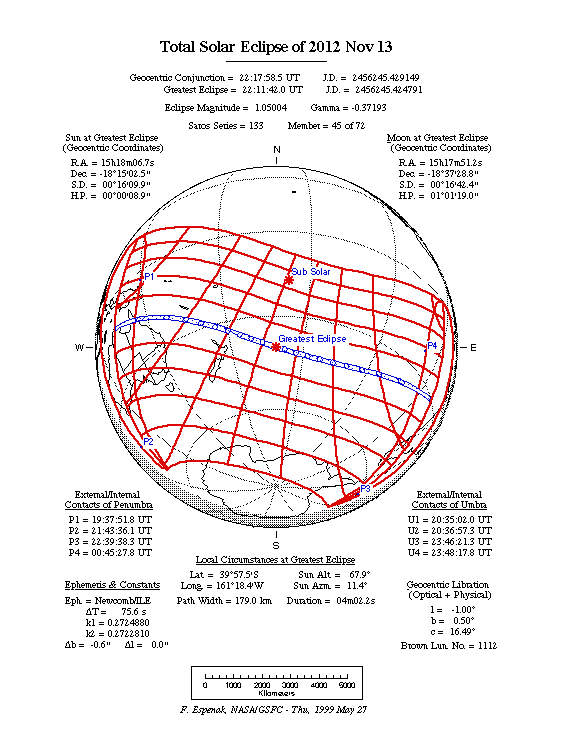 Total Solar Eclipse of 2012 Nov 13
Geocentric Conjunction = 22:17:58.5 UT J.D. = 2456245.429149
Greatest Eclipse = 22:11:42.0 UT J.D. = 2456245.424791
Eclipse Magnitude = 1.05004 Gamma = -0.37193
Saros Series = 133 Member = 45 of 72
Sun at Greatest Eclipse
(Geocentric Coordinates)
R.A. = 15h18m06.7s
Dec. = -18°15'02.5"
S.D. = 00°16'09.9"
H.P. = 00°00'08.9"
Moon at Greatest Eclipse
(Geocentric Coordinates)
R.A. = 15h17m51.2s
Dec. = -18°37'28.8"
S.D. = 00°16'42.4"
H.P. = 01°01'19.0"
N
P1
Sub Solar
Greatest Eclipse
W
P4
E
P2
P3
S
External/Internal
Contacts of Penumbra
P1 = 19:37:51.8 UT
P2 = 21:43:36.1 UT
P3 = 22:39:38.3 UT
P4 = 00:45:27.8 UT
External/Internal
Contacts of Umbra
U1 = 20:35:02.0 UT
U2 = 20:36:57.3 UT
U3 = 23:46:21.3 UT
U4 = 23:48:17.8 UT
Local Circumstances at Greatest Eclipse
Lat. = 39°57.5'S Sun Alt. = 67.9°
Long. = 161°18.4'W Sun Azm. = 11.4°
Path Width = 179.0 km Duration = 04m02.2s
Ephemeris & Constants
Eph. = Newcomb/ILE
ΔT = 75.6 s
k1 = 0.2724880
k2 = 0.2722810
Δb = -0.6" Δl = 0.0"
Geocentric Libration
(Optical + Physical)
l = -1.00°
b = 0.50°
c = 16.49°
Brown Lun. No. = 1112
0 1000 2000 3000 4000 5000
Kilometers
F. Espenak, NASA/GSFC - Thu, 1999 May 27